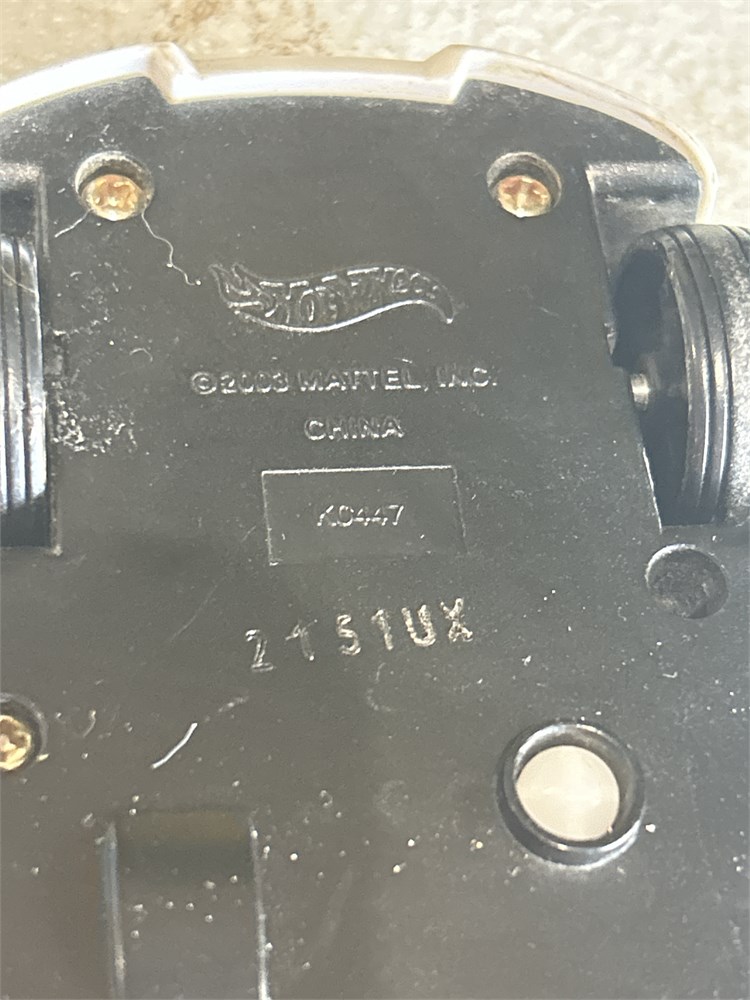 HOT WHEELS
©2003 MATTEL, INC.
CHINA
K0447
2151UX